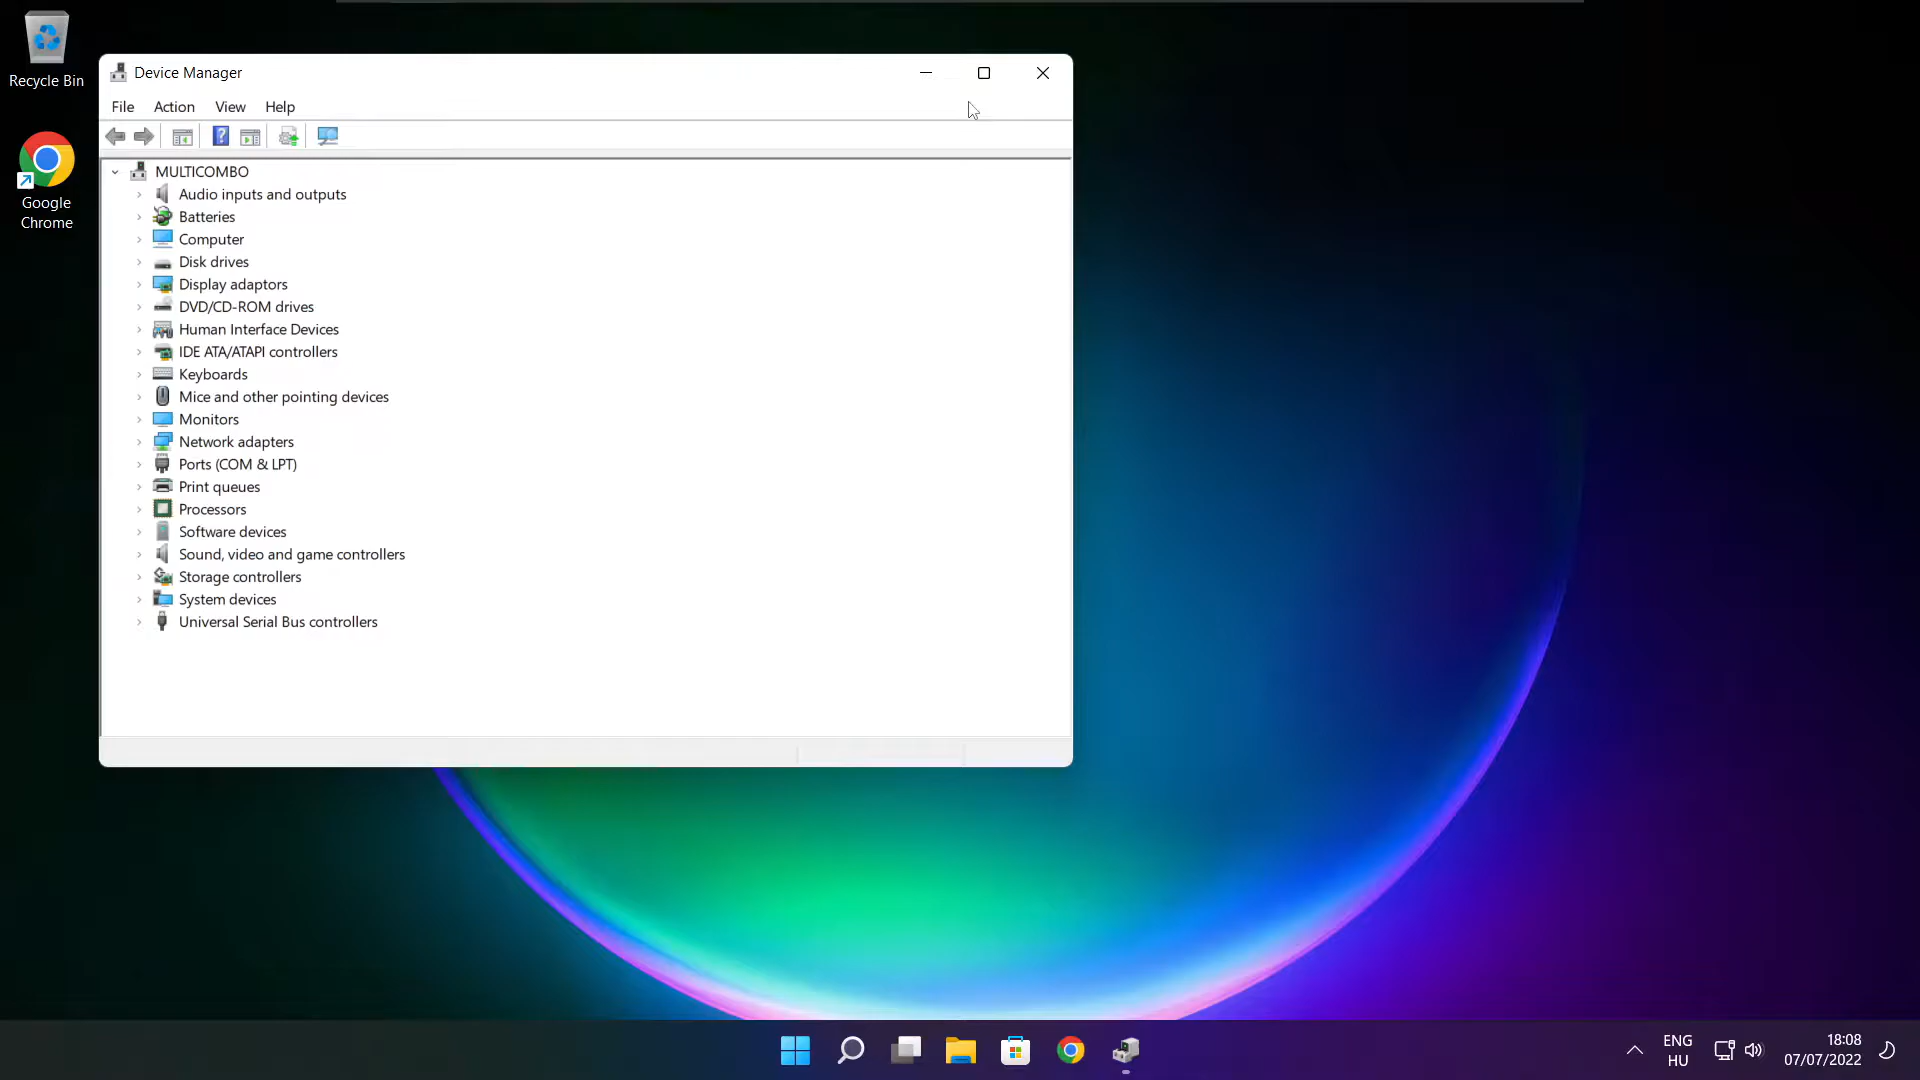 Recycle Bin
Google
Chrome
Device Manager
File Action View Help
MULTICOMBO
Audio inputs and outputs
Batteries
Computer
Disk drives
Display adaptors
DVD/CD-ROM drives
Human Interface Devices
IDE ATA/ATAPI controllers
Keyboards
Mice and other pointing devices
Monitors
Network adapters
Ports (COM & LPT)
Print queues
Processors
Software devices
Sound, video and game controllers
Storage controllers
System devices
Universal Serial Bus controllers
ENG
HU
18:08
07/07/2022